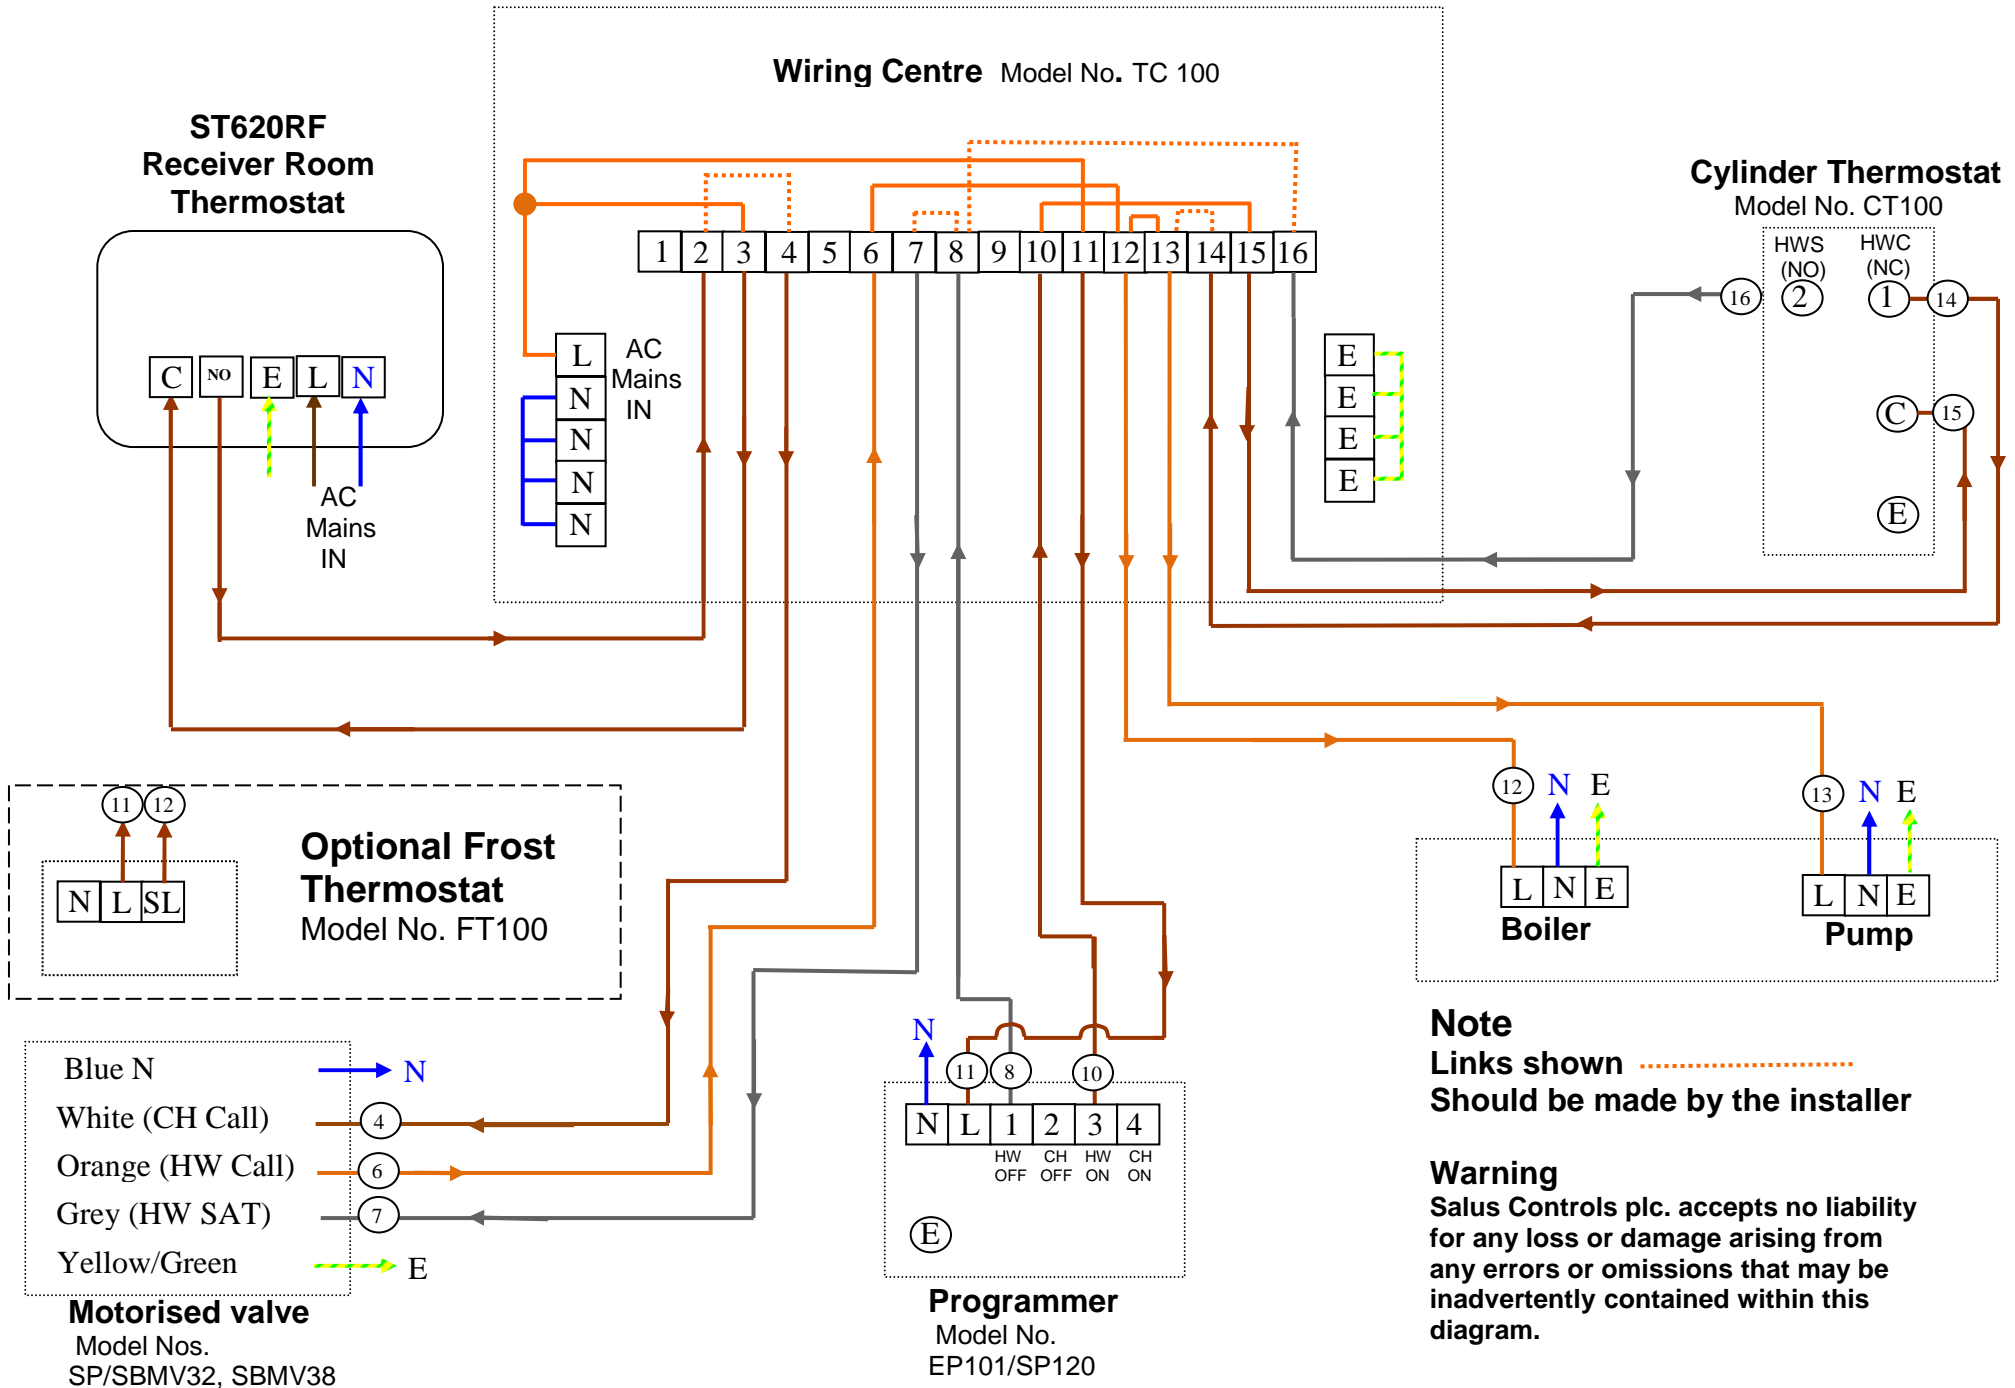 Wiring Centre Model No. TC 100
ST620RF
Receiver Room
Thermostat
C NO E L N
AC
Mains
IN
1 2 3 4 5 6 7 8 9 10 11 12 13 14 15 16
L
N
N
N
N
AC
Mains
IN
E
E
E
E
Cylinder Thermostat
Model No. CT100
HWS HWC
(NO) (NC)
16 2 1 14
C 15
E
11 12
N L SL
Optional Frost
Thermostat
Model No. FT100
Blue N N
White (CH Call) 4
Orange (HW Call) 6
Grey (HW SAT) 7
Yellow/Green E
Motorised valve
Model Nos.
SP/SBMV32, SBMV38
N
11 8 10
N L 1 2 3 4
HW CH HW CH
OFF OFF ON ON
E
Programmer
Model No.
EP101/SP120
12 N E
L N E
Boiler
13 N E
L N E
Pump
Note
Links shown
Should be made by the installer
Warning
Salus Controls plc. accepts no liability
for any loss or damage arising from
any errors or omissions that may be
inadvertently contained within this
diagram.